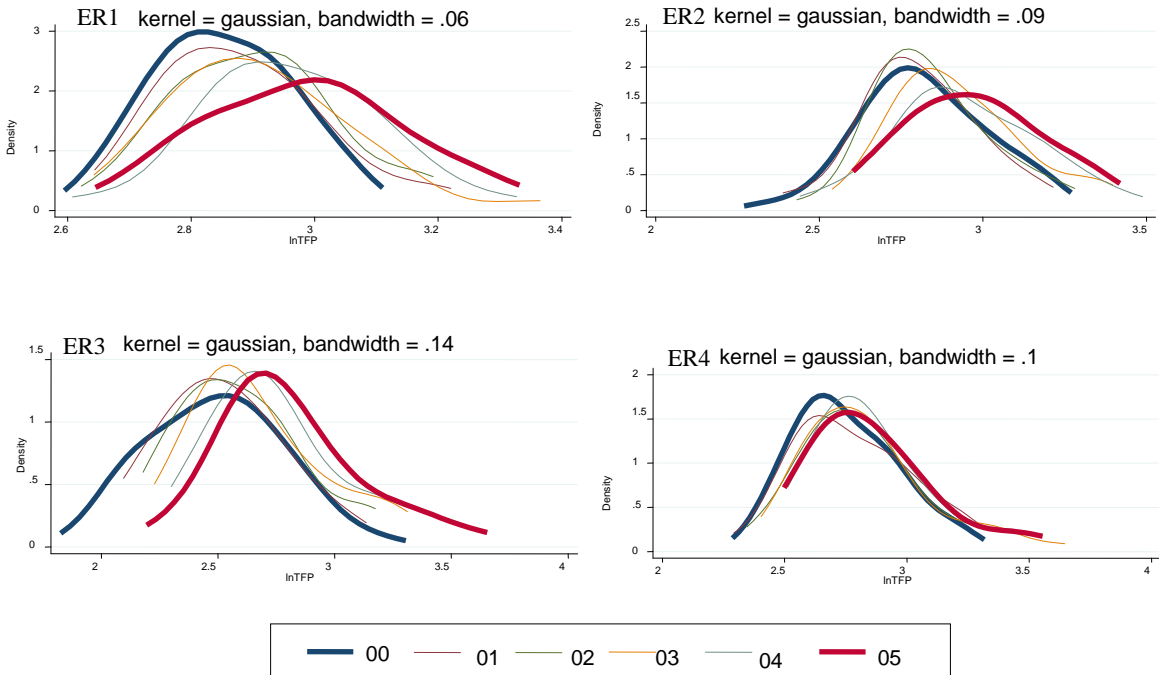 ER1 kernel = gaussian, bandwidth = .06
3
2
1
0
Density
2.6 2.8 3 3.2 3.4
lnTFP
ER2 kernel = gaussian, bandwidth = .09
2.5
2
1.5
1
.5
0
Density
2 2.5 3 3.5
lnTFP
ER3 kernel = gaussian, bandwidth = .14
1.5
1
.5
0
Density
2 2.5 3 3.5 4
lnTFP
ER4 kernel = gaussian, bandwidth = .1
2
1.5
1
.5
0
Density
2 2.5 3 3.5 4
lnTFP
00 01 02 03 04 05